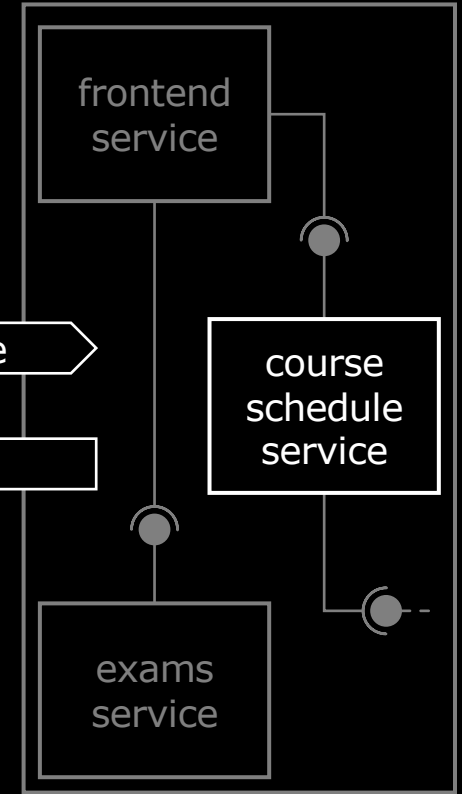 frontend
service
e
course
schedule
service
exams
service